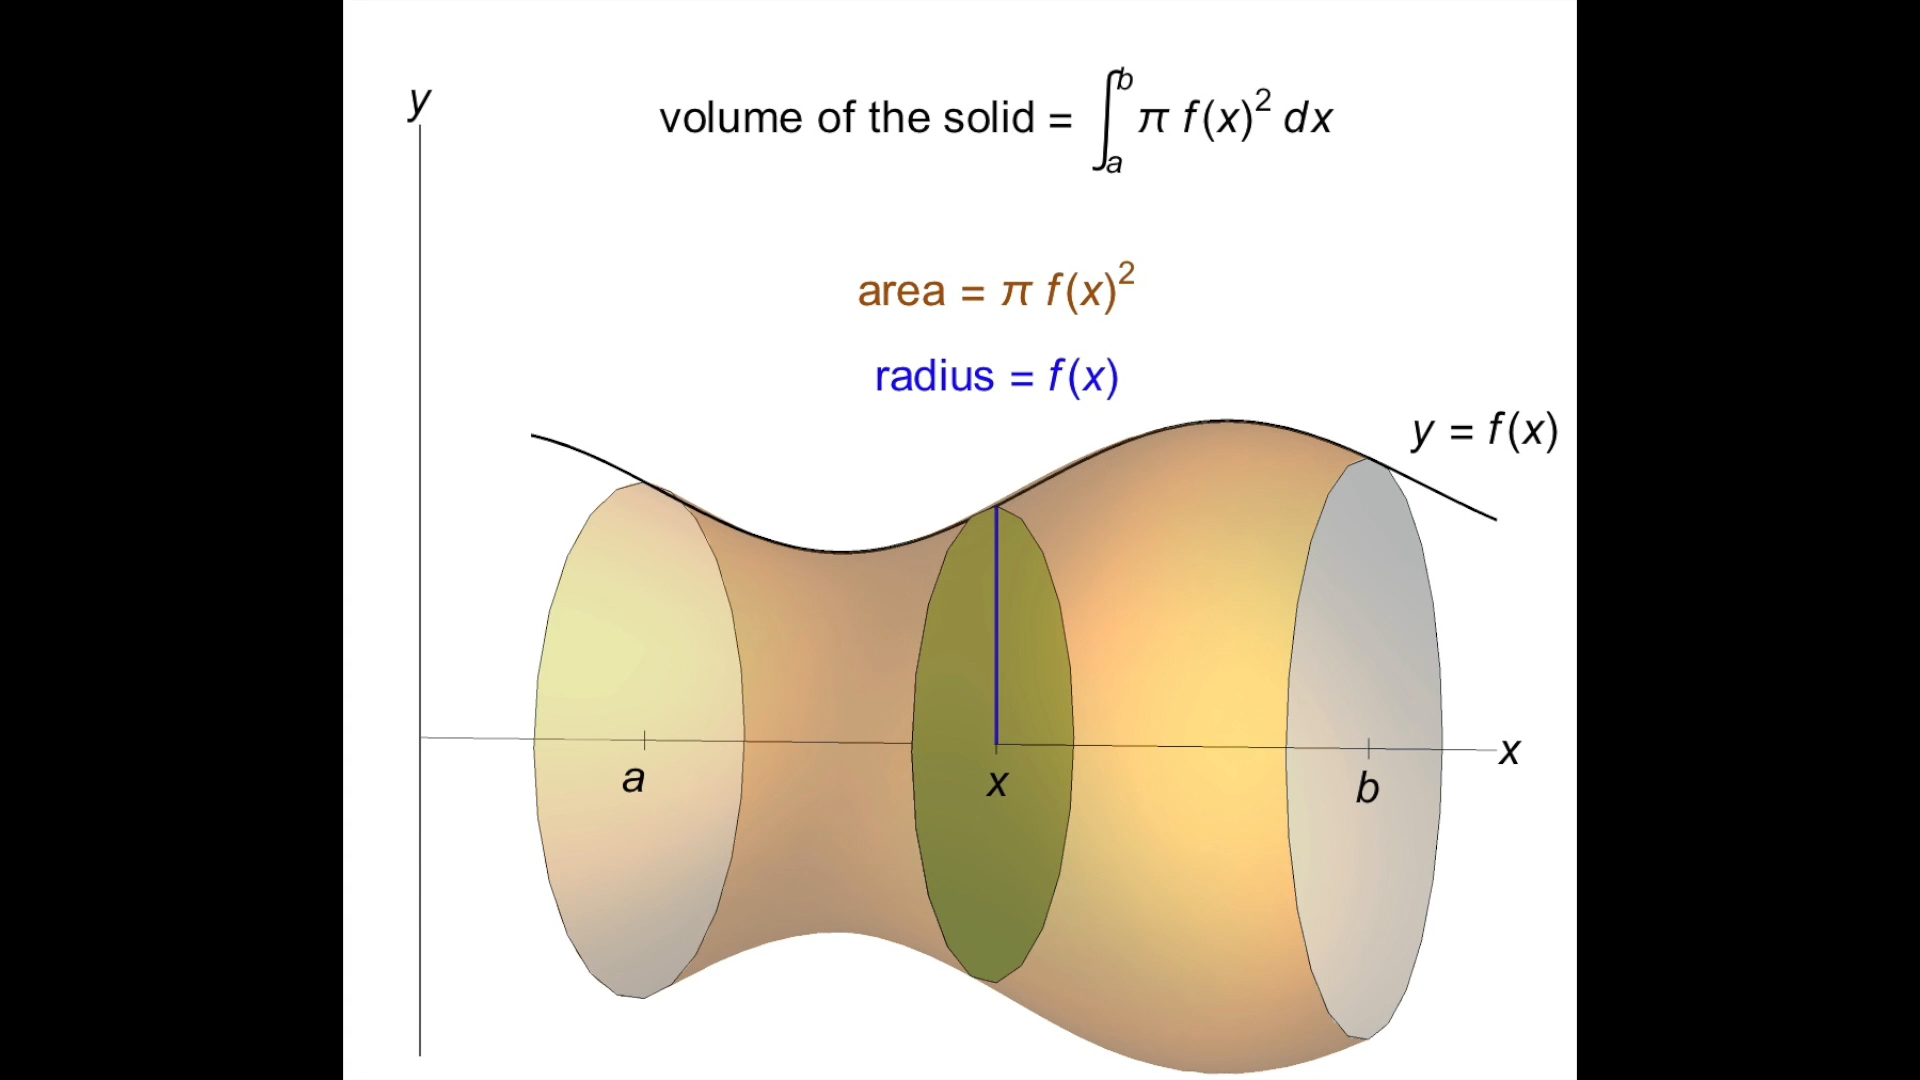 y
volume of the solid = ∫_a^b π f(x)² dx
area = π f(x)²
radius = f(x)
y = f(x)
x
a
x
b